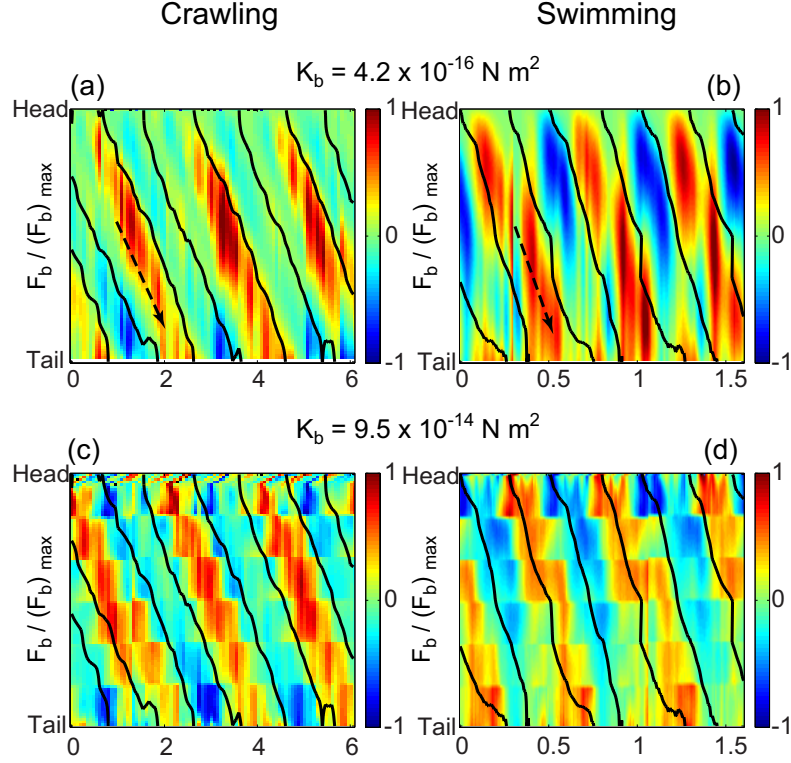 Crawling Swimming
K_b = 4.2 x 10^-16 N m^2
(a) (b)
Head 1 Head 1
F_b / (F_b) max 0 F_b / (F_b) max 0
Tail -1 Tail -1
0 2 4 6 0 0.5 1 1.5
K_b = 9.5 x 10^-14 N m^2
(c) (d)
Head 1 Head 1
F_b / (F_b) max 0 F_b / (F_b) max 0
Tail -1 Tail -1
0 2 4 6 0 0.5 1 1.5